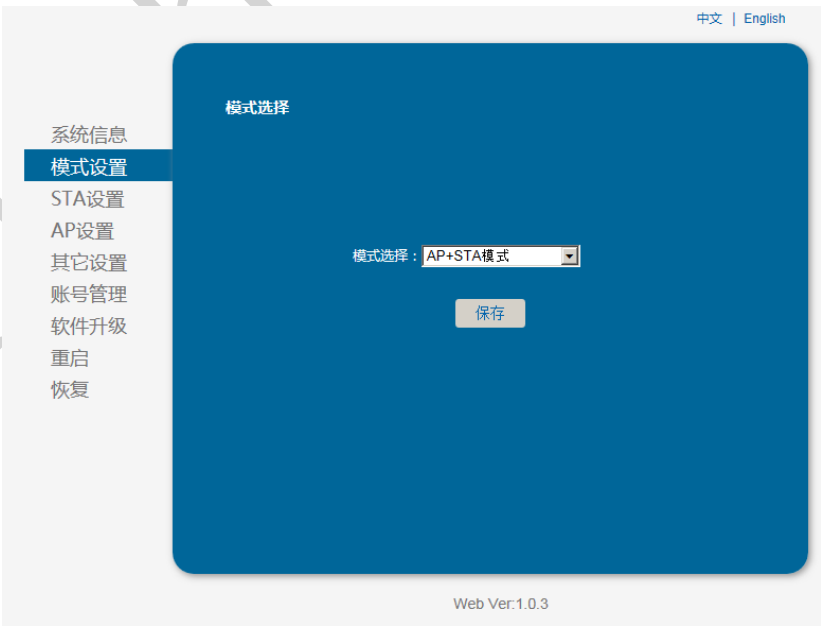 中文 | English
模式选择
系统信息
模式设置
STA设置
AP设置
其它设置
账号管理
软件升级
重启
恢复
模式选择：AP+STA模式
保存
Web Ver:1.0.3